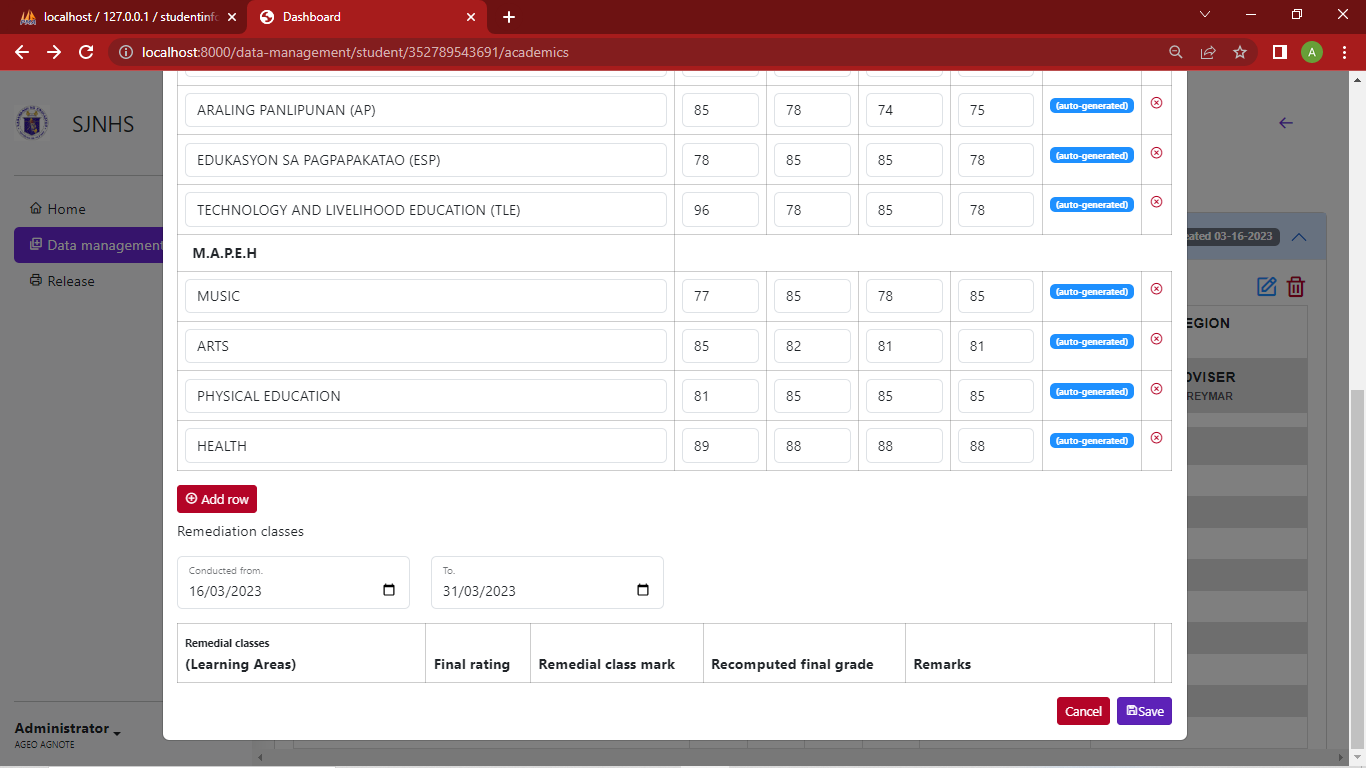 localhost / 127.0.0.1 / studentinfo
Dashboard
localhost:8000/data-management/student/352789543691/academics
A
SJNHS
Home
Data management
Release
Administrator
AGEO AGNOTE
ARALING PANLIPUNAN (AP) 85 78 74 75 (auto-generated)
EDUKASYON SA PAGPAPAKATAO (ESP) 78 85 85 78 (auto-generated)
TECHNOLOGY AND LIVELIHOOD EDUCATION (TLE) 96 78 85 78 (auto-generated)
M.A.P.E.H
MUSIC 77 85 78 85 (auto-generated)
ARTS 85 82 81 81 (auto-generated)
PHYSICAL EDUCATION 81 85 85 85 (auto-generated)
HEALTH 89 88 88 88 (auto-generated)
Add row
Remediation classes
Conducted from.
16/03/2023
To.
31/03/2023
Remedial classes
(Learning Areas) Final rating Remedial class mark Recomputed final grade Remarks
Cancel Save
03-16-2023
REYMAR